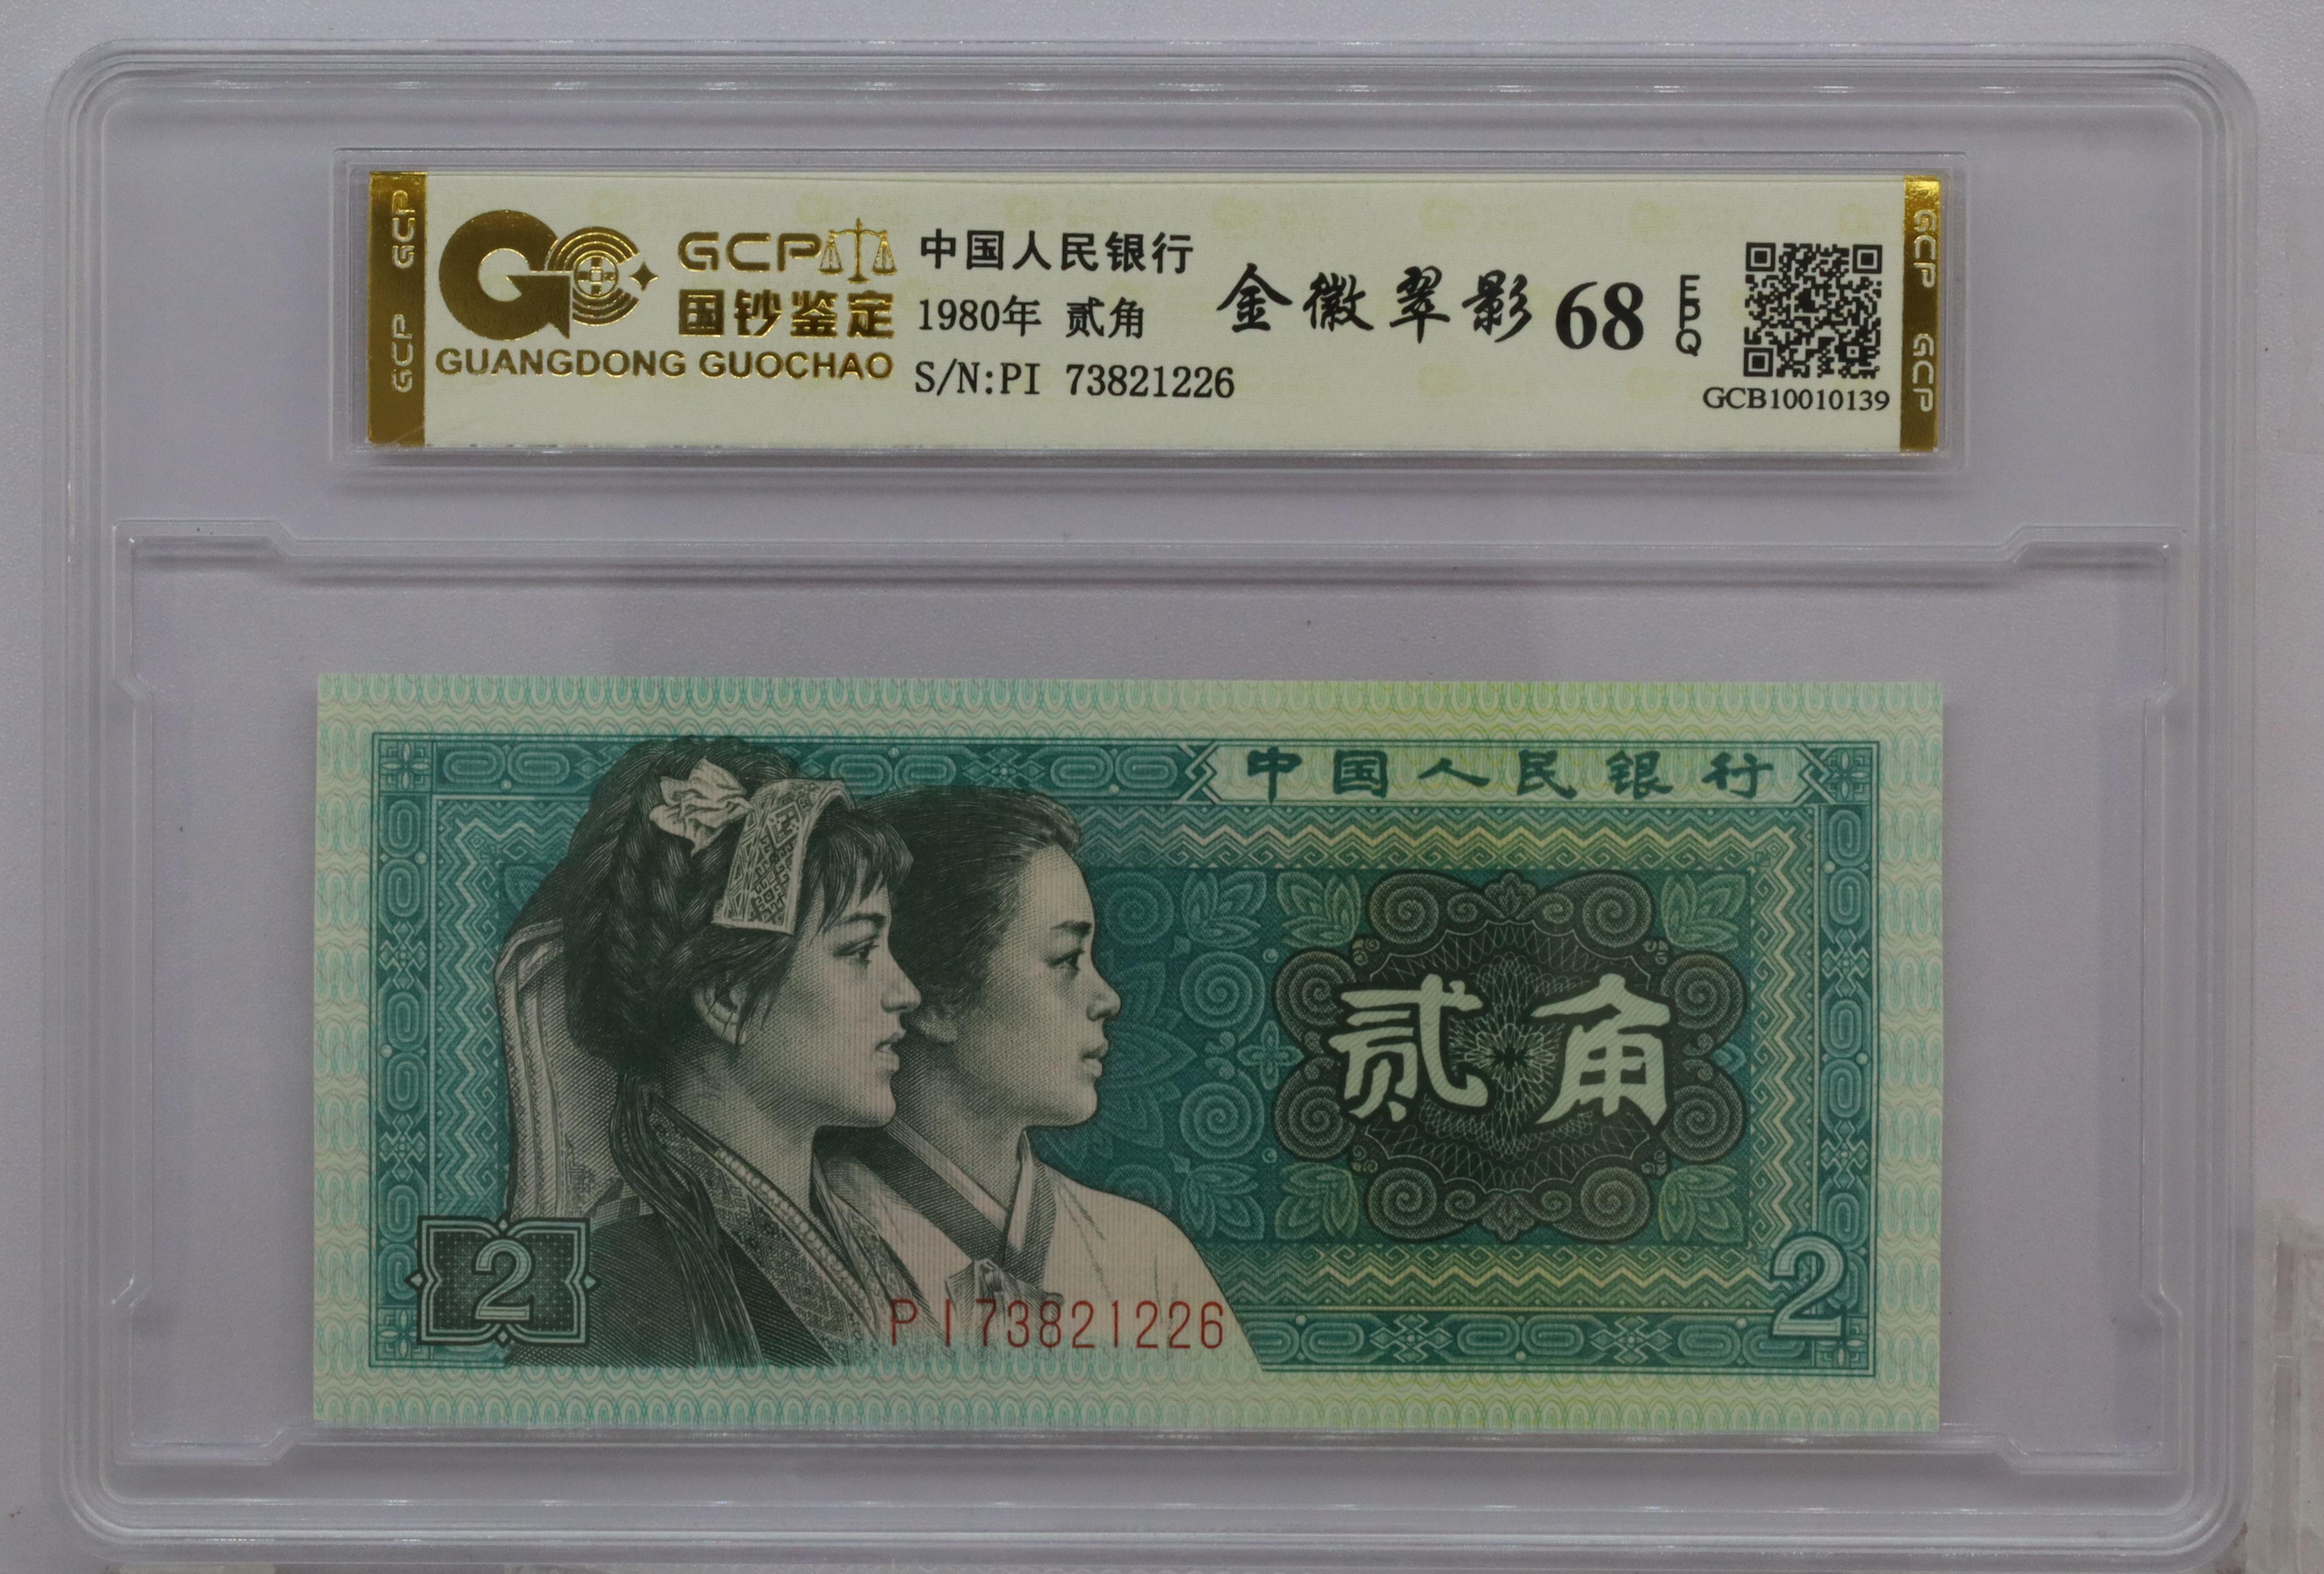 GCP GCP
GCP
国钞鉴定
GUANGDONG GUOCHAO
中国人民银行
1980年 贰角
S/N:PI 73821226
金徽翠影 68 EPQ
GCB10010139
GCP GCP
中国人民银行
贰角
2
PI73821226
2